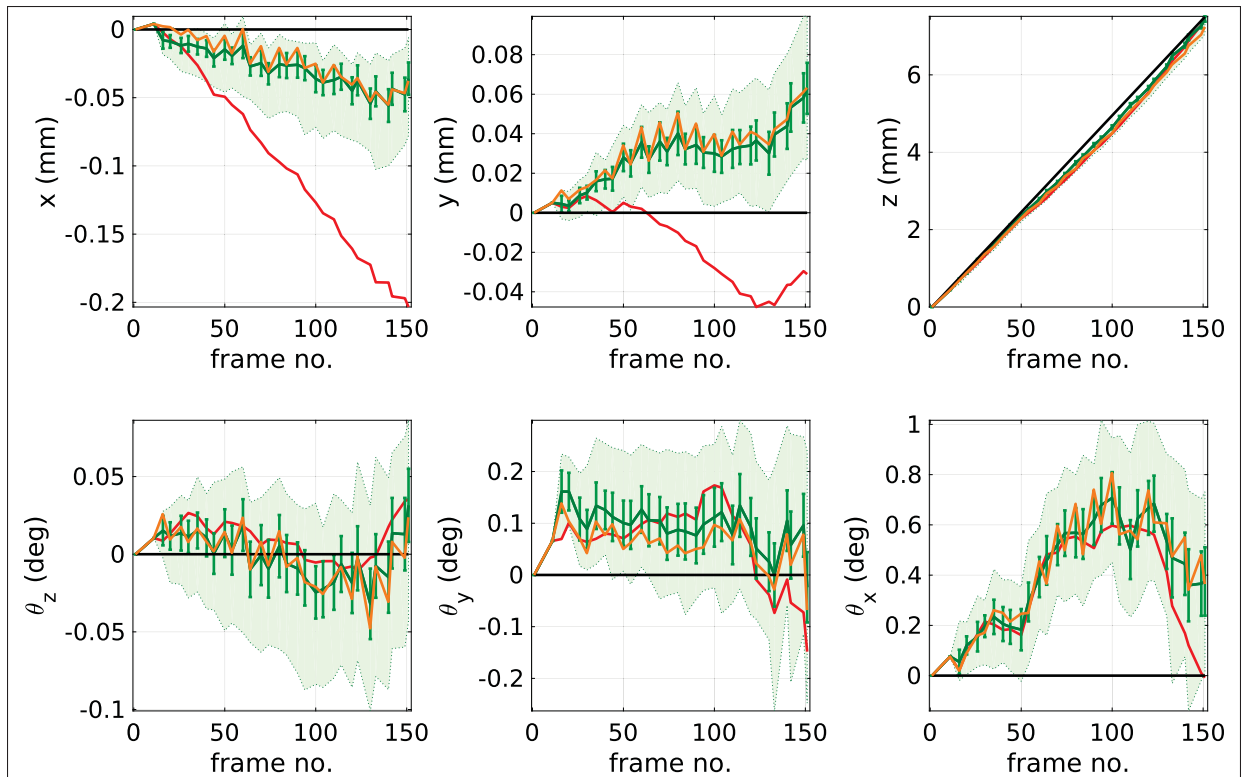 0
-0.05
-0.1
-0.15
-0.2
x (mm)
0 50 100 150
frame no.
0.08
0.06
0.04
0.02
0
-0.02
-0.04
y (mm)
0 50 100 150
frame no.
6
4
2
0
z (mm)
0 50 100 150
frame no.
0.05
0
-0.05
-0.1
θz (deg)
0 50 100 150
frame no.
0.2
0.1
0
-0.1
-0.2
θy (deg)
0 50 100 150
frame no.
1
0.8
0.6
0.4
0.2
0
θx (deg)
0 50 100 150
frame no.